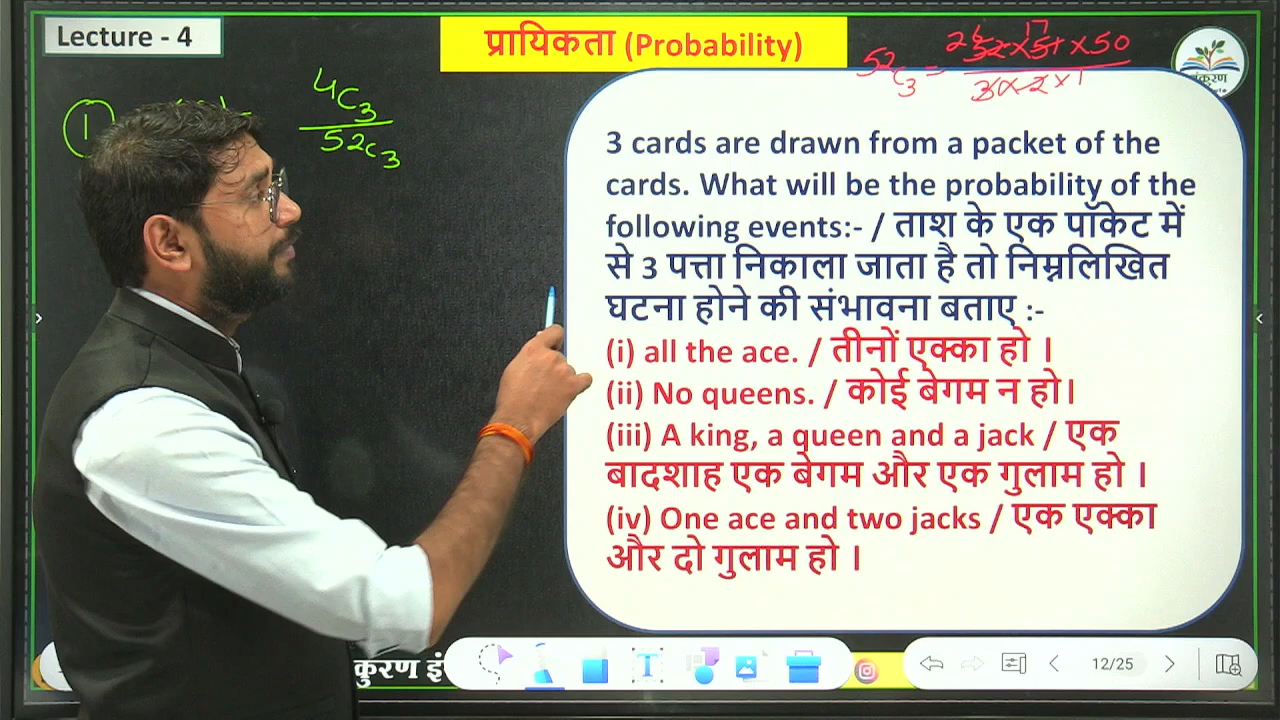 Lecture - 4
प्रायिकता (Probability)
52c3 = 52 x 51 x 50
26 17
3 x 2 x 1
1
4c3
52c3
3 cards are drawn from a packet of the
cards. What will be the probability of the
following events:- / ताश के एक पॉकेट में
से 3 पत्ता निकाला जाता है तो निम्नलिखित
घटना होने की संभावना बताए :-
(i) all the ace. / तीनों एक्का हो ।
(ii) No queens. / कोई बेगम न हो।
(iii) A king, a queen and a jack / एक
बादशाह एक बेगम और एक गुलाम हो ।
(iv) One ace and two jacks / एक एक्का
और दो गुलाम हो ।
T
12/25